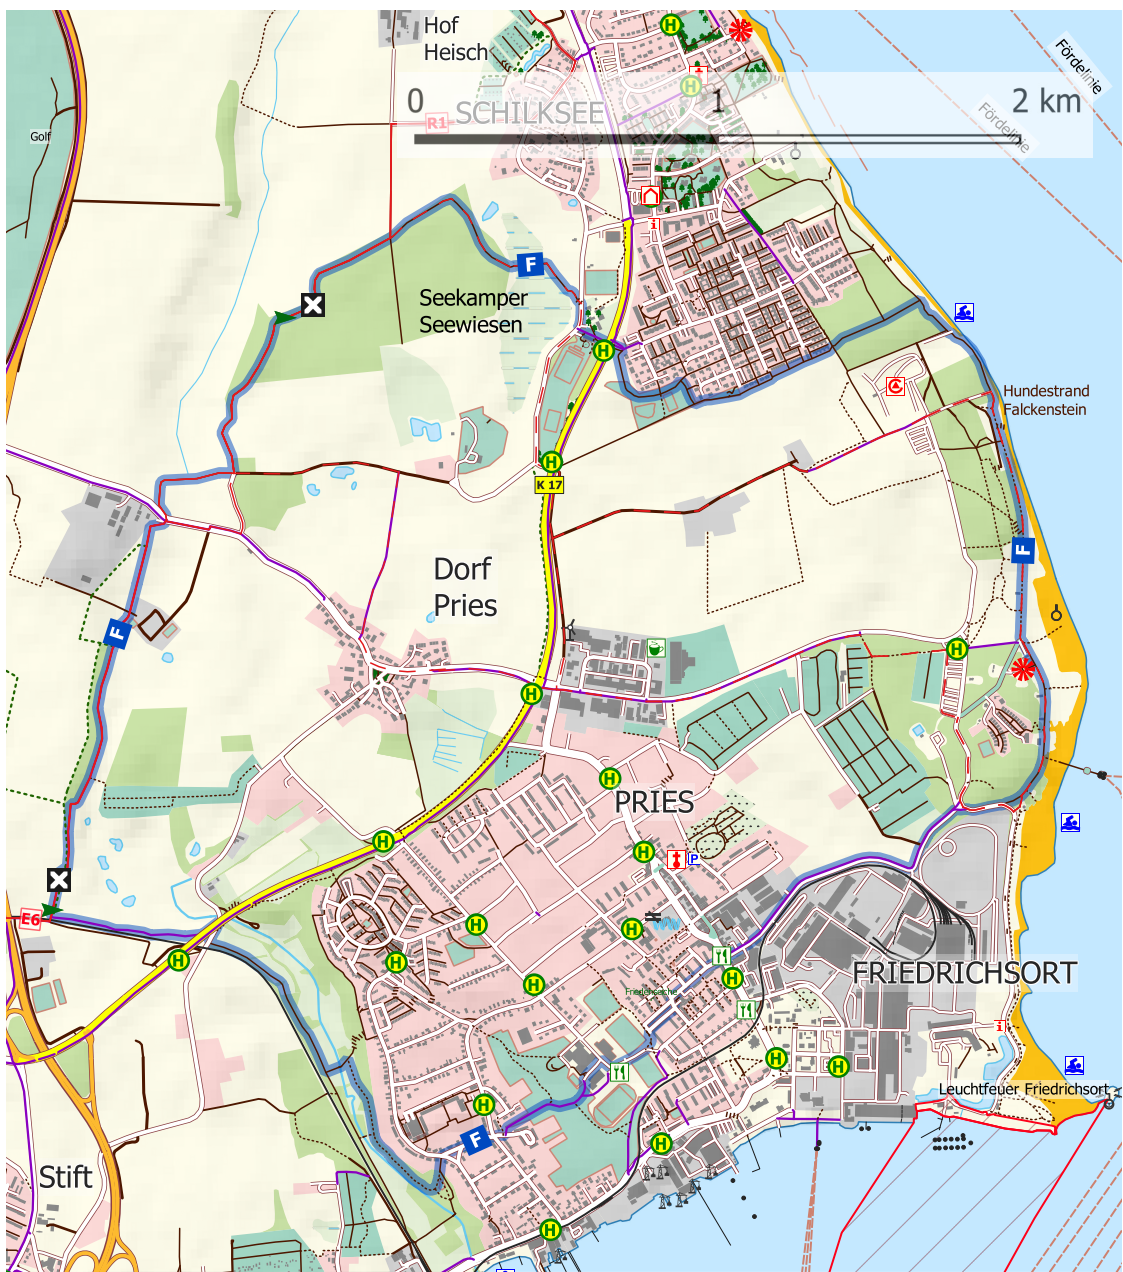 Hof
Heisch
Fördelinie
0
SCHILKSEE
1
2 km
R1
Fördelinie
Golf
i
F
Seekamper
Seewiesen
H
H
H
H
Hundestrand
Falckenstein
H
K 17
F
Dorf
Pries
F
H
H
H
PRIES
H
H
P
E6
H
H
H
H
H
H
FRIEDRICHSORT
H
Friedenseiche
i
H
H
Leuchtfeuer Friedrichsort
H
F
H
Stift
H